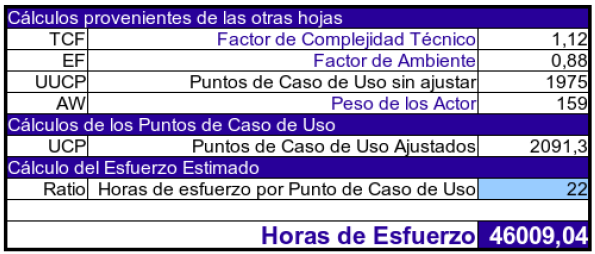 Cálculos provenientes de las otras hojas
TCF Factor de Complejidad Técnico 1,12
EF Factor de Ambiente 0,88
UUCP Puntos de Caso de Uso sin ajustar 1975
AW Peso de los Actor 159
Cálculos de los Puntos de Caso de Uso
UCP Puntos de Caso de Uso Ajustados 2091,3
Cálculo del Esfuerzo Estimado
Ratio Horas de esfuerzo por Punto de Caso de Uso 22
Horas de Esfuerzo 46009,04